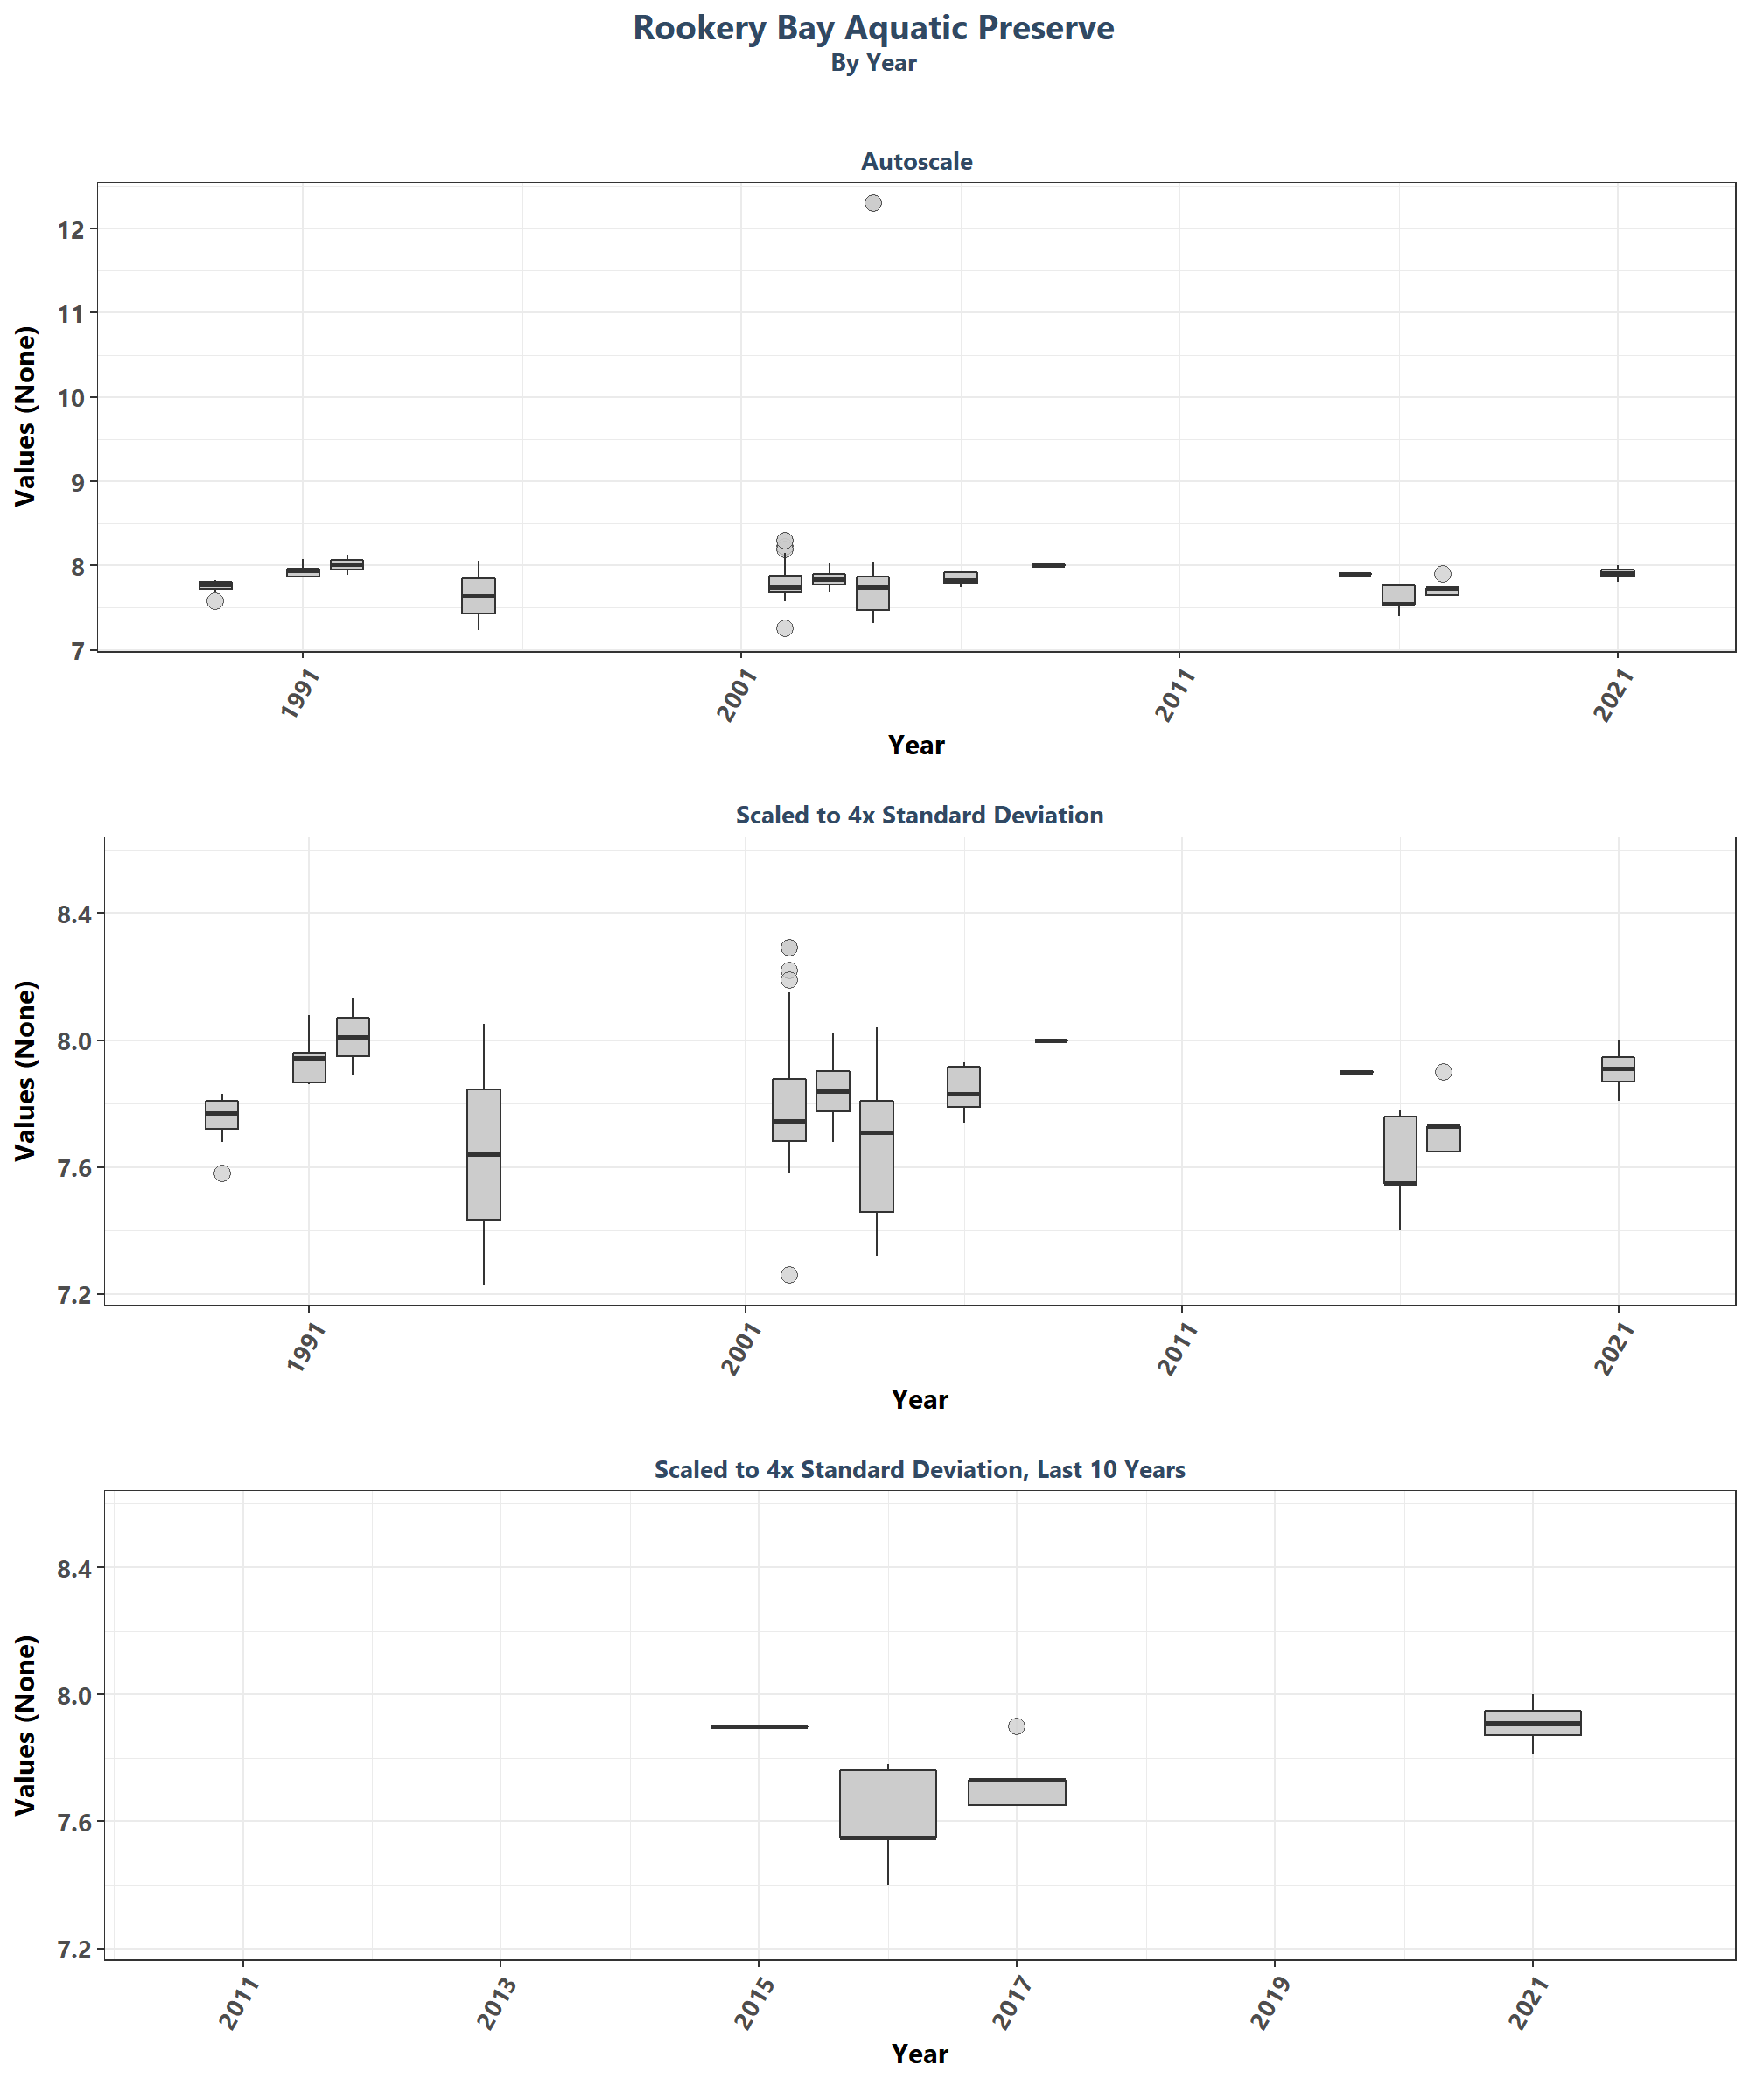 Rookery Bay Aquatic Preserve
By Year
Autoscale
Values (None)
12
11
10
9
8
7
1991
2001
2011
2021
Year
Scaled to 4x Standard Deviation
Values (None)
8.4
8.0
7.6
7.2
1991
2001
2011
2021
Year
Scaled to 4x Standard Deviation, Last 10 Years
Values (None)
8.4
8.0
7.6
7.2
2011
2013
2015
2017
2019
2021
Year